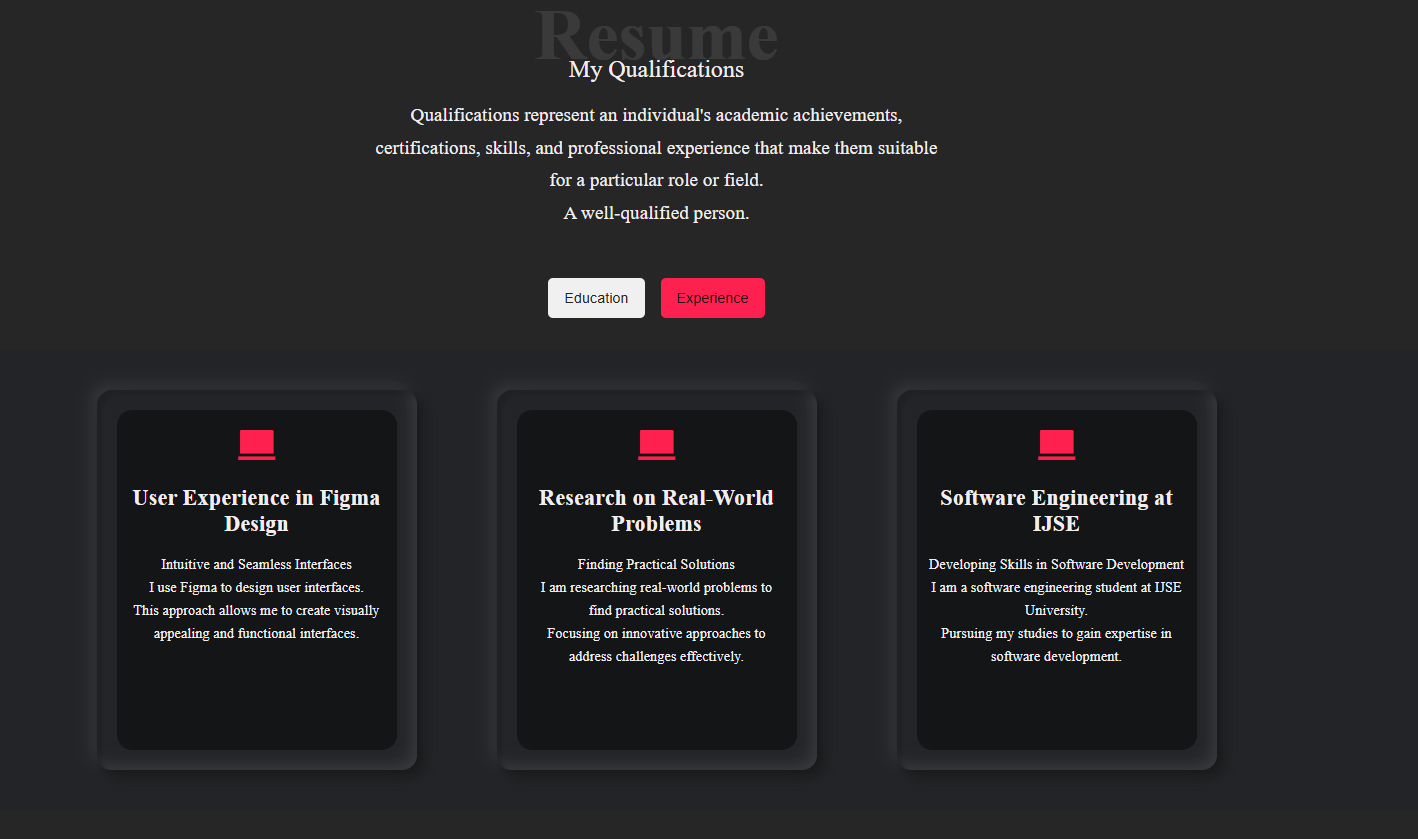 Resume
My Qualifications
Qualifications represent an individual's academic achievements,
certifications, skills, and professional experience that make them suitable
for a particular role or field.
A well-qualified person.
Education
Experience
User Experience in Figma
Design
Intuitive and Seamless Interfaces
I use Figma to design user interfaces.
This approach allows me to create visually
appealing and functional interfaces.
Research on Real-World
Problems
Finding Practical Solutions
I am researching real-world problems to
find practical solutions.
Focusing on innovative approaches to
address challenges effectively.
Software Engineering at
IJSE
Developing Skills in Software Development
I am a software engineering student at IJSE
University.
Pursuing my studies to gain expertise in
software development.